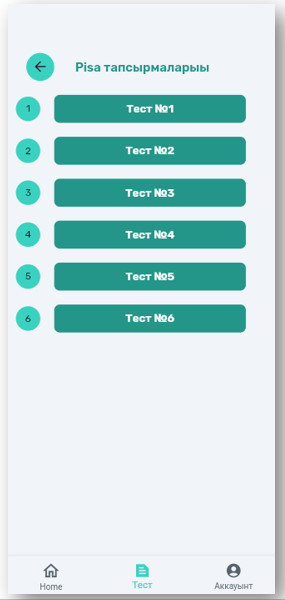 Pisa тапсырмаларыы
1 Тест №1
2 Тест №2
3 Тест №3
4 Тест №4
5 Тест №5
6 Тест №6
Home Тест Аккаунт